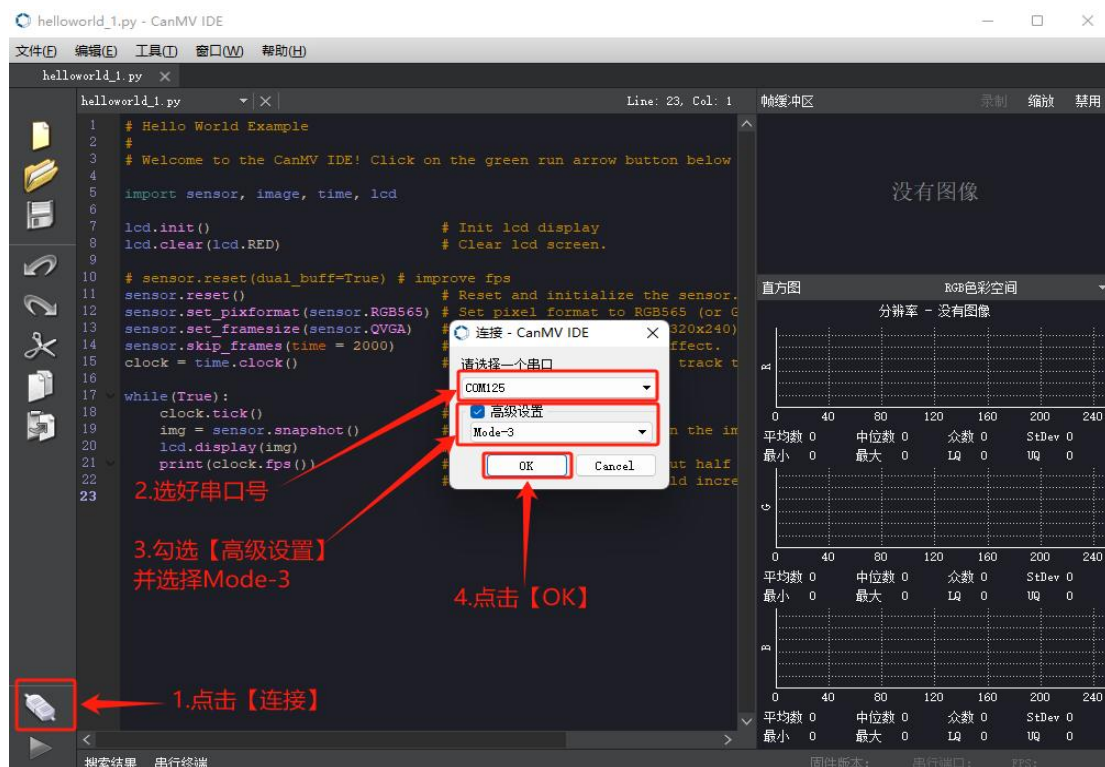 helloworld_1.py - CanMV IDE
文件(F) 编辑(E) 工具(T) 窗口(W) 帮助(H)
helloworld_1.py
helloworld_1.py Line: 23, Col: 1
帧缓冲区 录制 缩放 禁用
1 # Hello World Example
2 #
3 # Welcome to the CanMV IDE! Click on the green run arrow button below
4
5 import sensor, image, time, lcd
6
7 lcd.init() # Init lcd display
8 lcd.clear(lcd.RED) # Clear lcd screen.
9
10 # sensor.reset(dual_buff=True) # improve fps
11 sensor.reset() # Reset and initialize the sensor.
12 sensor.set_pixformat(sensor.RGB565) # Set pixel format to RGB565 (or G
13 sensor.set_framesize(sensor.QVGA) # 320x240)
14 sensor.skip_frames(time = 2000) # ffect.
15 clock = time.clock() # track t
16
17 while(True):
18 clock.tick() #
19 img = sensor.snapshot() # n the im
20 lcd.display(img) #
21 print(clock.fps()) # ut half
22 # ld incre
23
连接 - CanMV IDE
请选择一个串口
COM125
高级设置
Mode-3
OK Cancel
2.选好串口号
3.勾选【高级设置】
并选择Mode-3
4.点击【OK】
1.点击【连接】
没有图像
直方图 RGB色彩空间
分辨率 - 没有图像
R
0 40 80 120 160 200 240
平均数 0 中位数 0 众数 0 StDev 0
最小 0 最大 0 LQ 0 UQ 0
G
0 40 80 120 160 200 240
平均数 0 中位数 0 众数 0 StDev 0
最小 0 最大 0 LQ 0 UQ 0
B
0 40 80 120 160 200 240
平均数 0 中位数 0 众数 0 StDev 0
最小 0 最大 0 LQ 0 UQ 0
搜索结果 串行终端 固件版本: 串行端口: FPS: